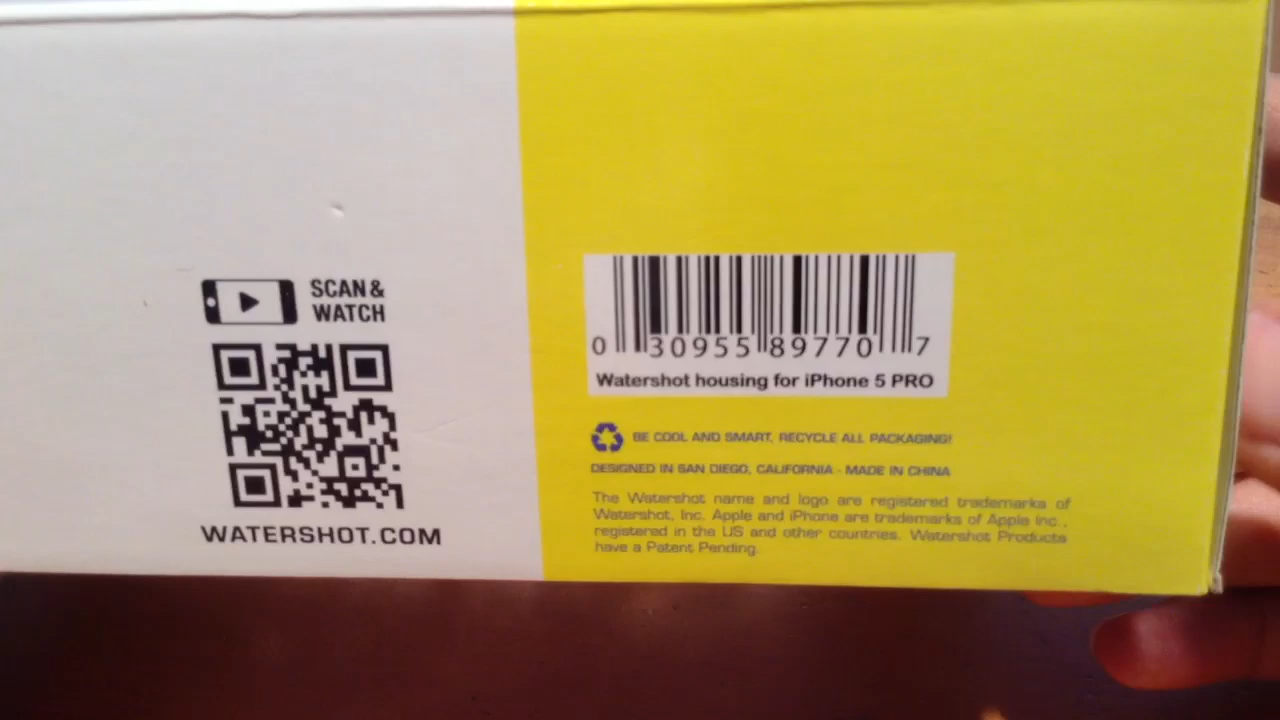 SCAN &
WATCH
WATERSHOT.COM
0 30955 89770 7
Watershot housing for iPhone 5 PRO
BE COOL AND SMART, RECYCLE ALL PACKAGING!
DESIGNED IN SAN DIEGO, CALIFORNIA - MADE IN CHINA
The Watershot name and logo are registered trademarks of
Watershot, Inc. Apple and iPhone are trademarks of Apple Inc.,
registered in the US and other countries. Watershot Products
have a Patent Pending.